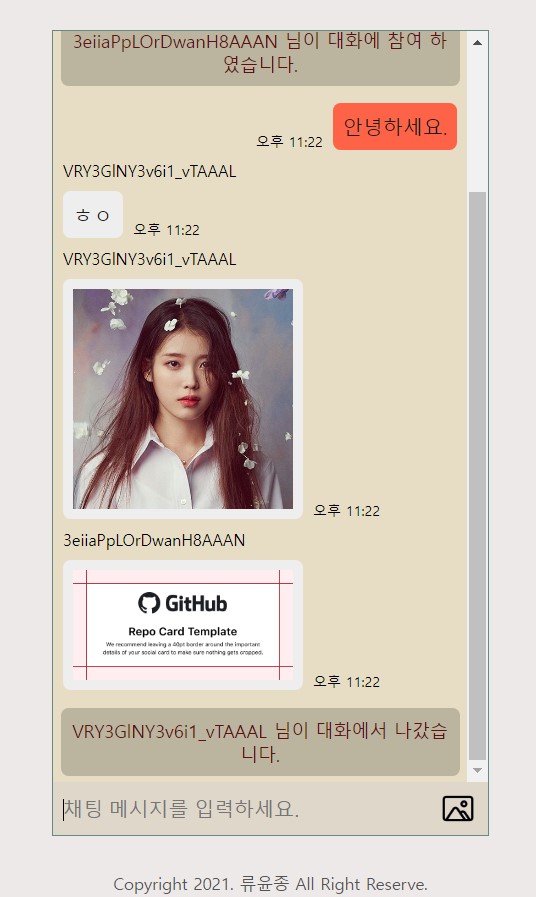 3eiiaPpLOrDwanH8AAAN 님이 대화에 참여 하
였습니다.
안녕하세요.
오후 11:22
VRY3GlNY3v6i1_vTAAAL
ㅎㅇ
오후 11:22
VRY3GlNY3v6i1_vTAAAL
오후 11:22
3eiiaPpLOrDwanH8AAAN
GitHub
Repo Card Template
We recommend leaving a 40pt border around the important
details of your social card to make sure nothing gets cropped.
오후 11:22
VRY3GlNY3v6i1_vTAAAL 님이 대화에서 나갔습
니다.
채팅 메시지를 입력하세요.
Copyright 2021. 류윤종 All Right Reserve.